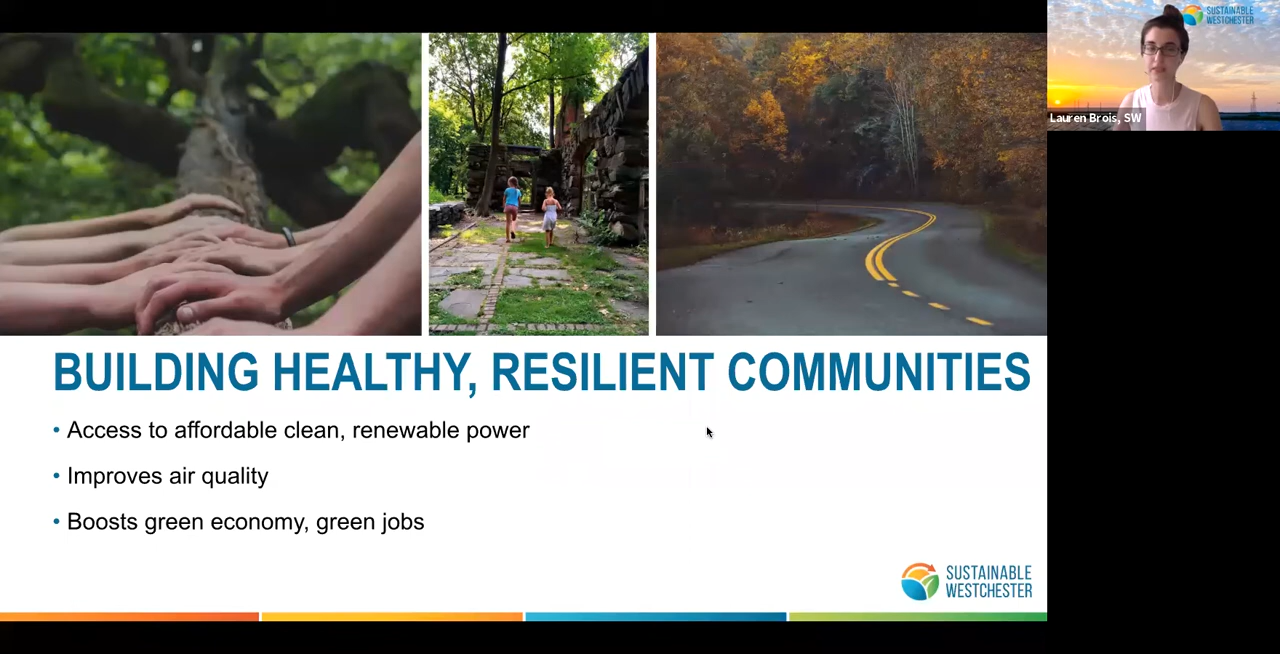 SUSTAINABLE
WESTCHESTER
Lauren Brois, SW
BUILDING HEALTHY, RESILIENT COMMUNITIES
• Access to affordable clean, renewable power
• Improves air quality
• Boosts green economy, green jobs
SUSTAINABLE
WESTCHESTER